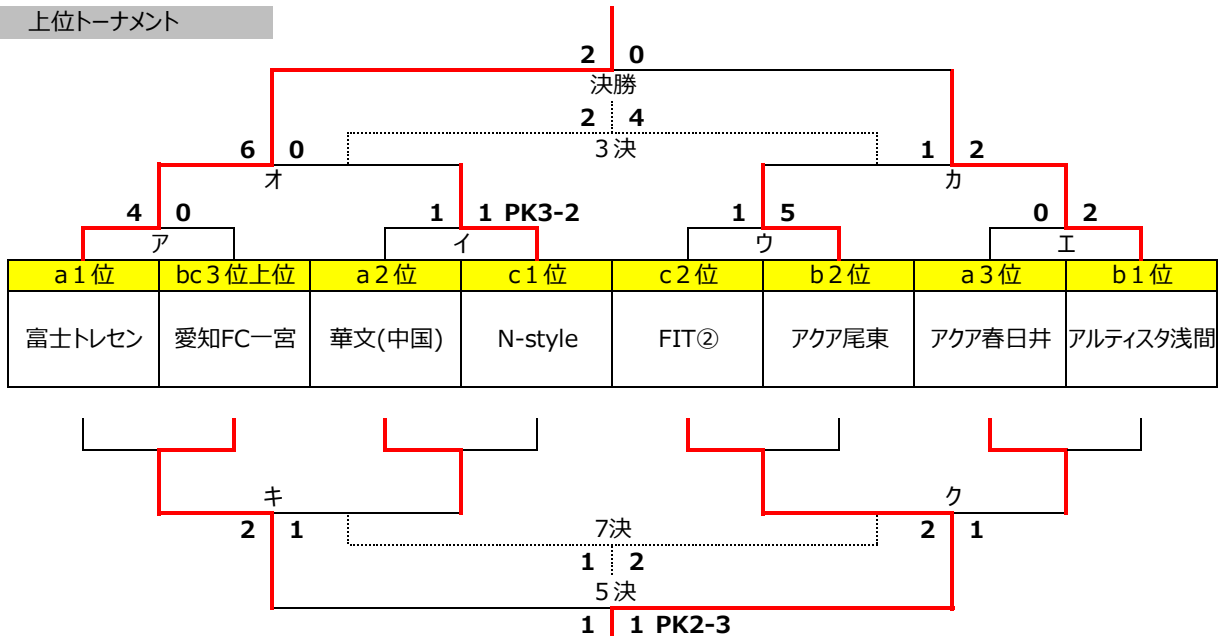 上位トーナメント
2 0
決勝
2 4
３決
6 0
1 2
オ
カ
4 0
1 1 PK3-2
1 5
0 2
ア
イ
ウ
エ
a１位 bc３位上位 a２位 c１位 c２位 b２位 a３位 b１位
富士トレセン 愛知FC一宮 華文(中国) N-style FIT② アクア尾東 アクア春日井 アルティスタ浅間
キ
ク
2 1
7決
2 1
1 2
５決
1 1 PK2-3